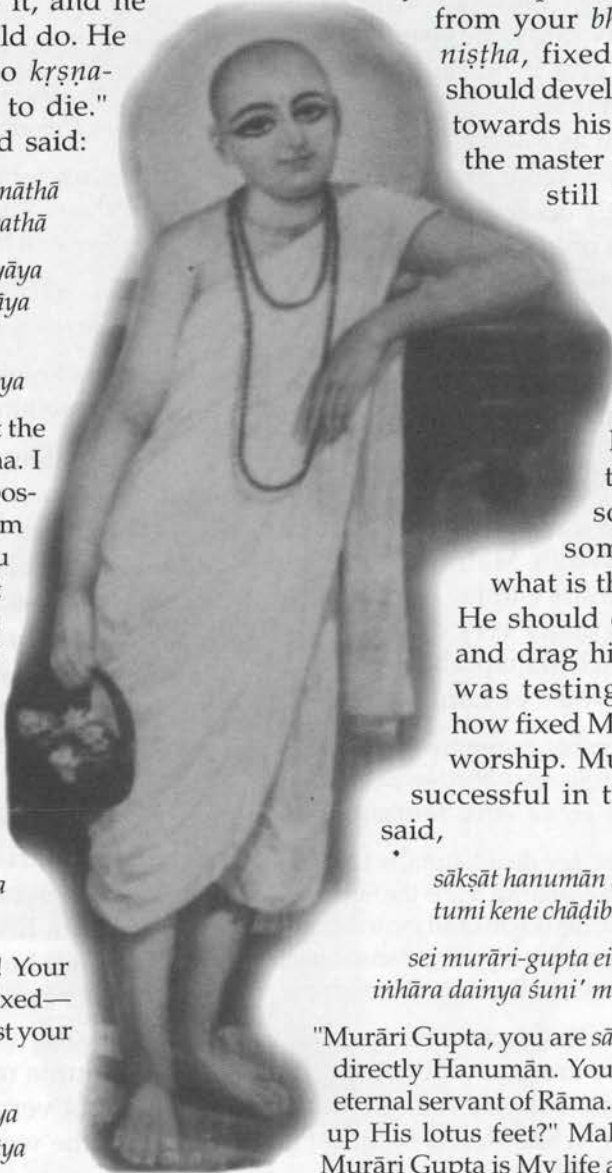 it, and he
ld do. He
o kṛṣṇa-
to die."
d said:
nāthā
athā
yāya
āya
ya
t the
na. I
os-
m
u
a
! Your
xed—
st your
ya
ya
from your bh
niṣṭha, fixed
should devel
towards his
the master
still
t
so
som
what is th
He should
and drag hi
was testing
how fixed M
worship. Mu
successful in t
said,
sākṣāt hanumān
tumi kene chāḍib
sei murāri-gupta ei
iṅhāra dainya śuni' m
"Murāri Gupta, you are sā
directly Hanumān. You
eternal servant of Rāma.
up His lotus feet?" Mah
Murāri Gupta is My life a